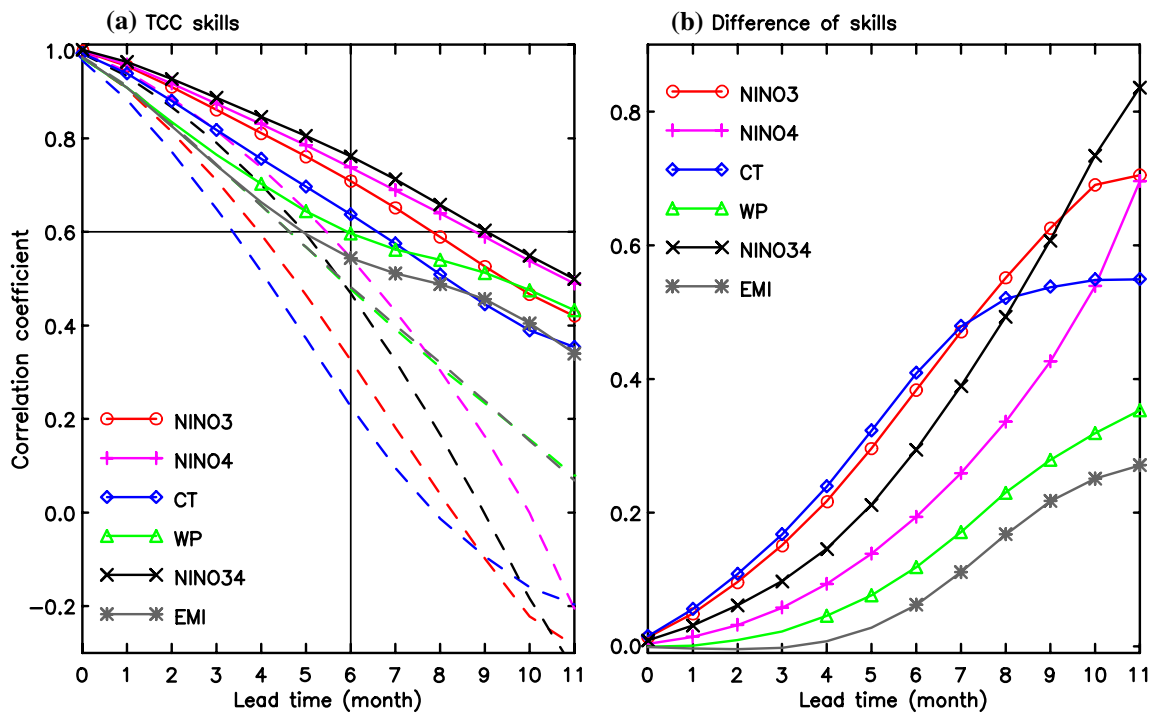 (a) TCC skills
1.0
0.8
0.6
0.4
0.2
0.0
-0.2
Correlation coefficient
NINO3
NINO4
CT
WP
NINO34
EMI
0 1 2 3 4 5 6 7 8 9 10 11
Lead time (month)
(b) Difference of skills
0.8
0.6
0.4
0.2
0.0
NINO3
NINO4
CT
WP
NINO34
EMI
0 1 2 3 4 5 6 7 8 9 10 11
Lead time (month)